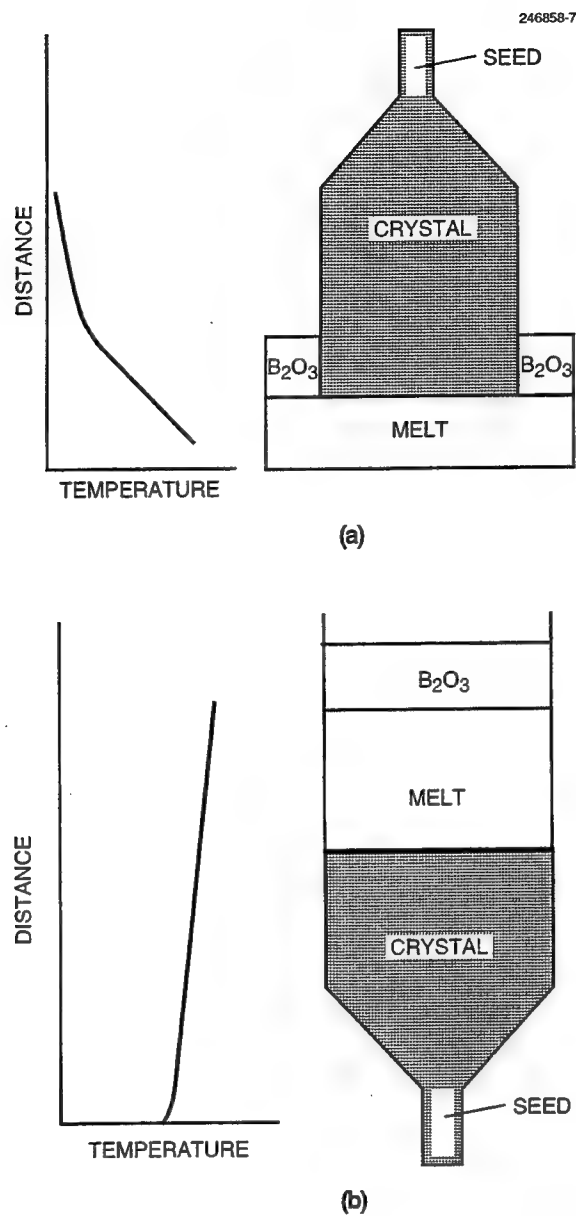 246858-7
SEED
DISTANCE
CRYSTAL
B₂O₃
B₂O₃
MELT
TEMPERATURE
(a)
B₂O₃
MELT
DISTANCE
CRYSTAL
SEED
TEMPERATURE
(b)